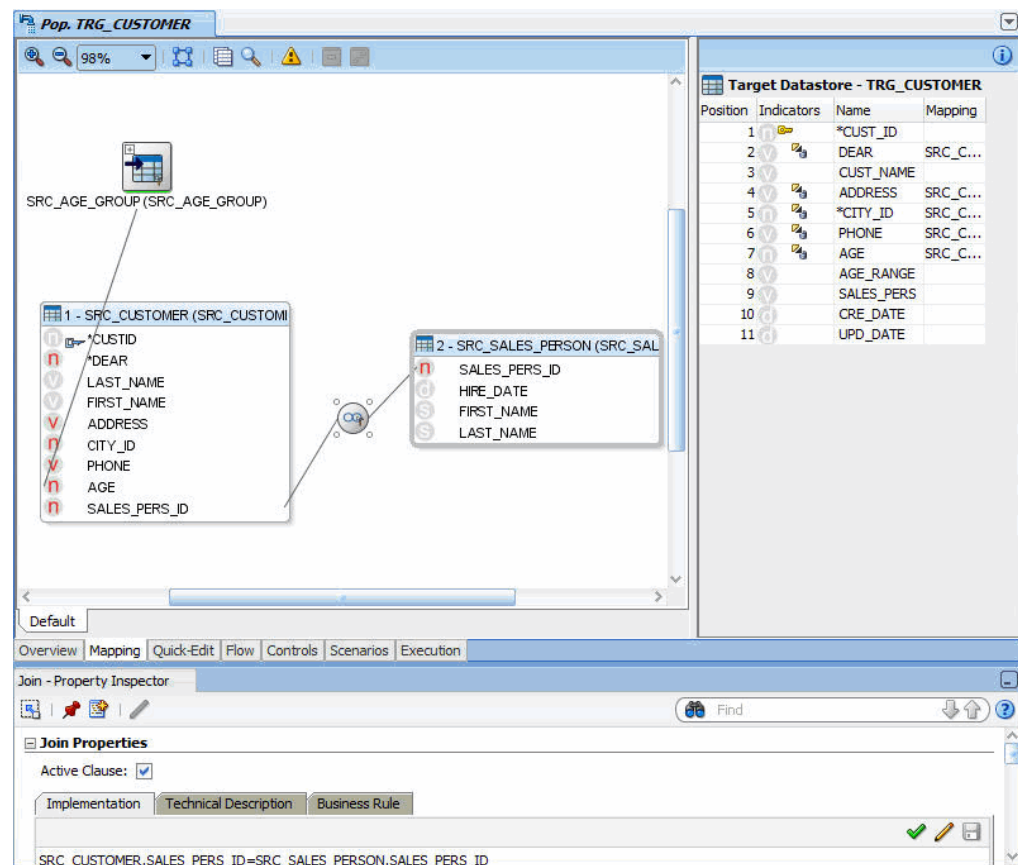 Pop. TRG_CUSTOMER
98%
SRC_AGE_GROUP (SRC_AGE_GROUP)
1 - SRC_CUSTOMER (SRC_CUSTOMI
*CUSTID
*DEAR
LAST_NAME
FIRST_NAME
ADDRESS
CITY_ID
PHONE
AGE
SALES_PERS_ID
2 - SRC_SALES_PERSON (SRC_SAL
SALES_PERS_ID
HIRE_DATE
FIRST_NAME
LAST_NAME
Default
Target Datastore - TRG_CUSTOMER
Position Indicators Name Mapping
1 *CUST_ID
2 DEAR SRC_C...
3 CUST_NAME
4 ADDRESS SRC_C...
5 *CITY_ID SRC_C...
6 PHONE SRC_C...
7 AGE SRC_C...
8 AGE_RANGE
9 SALES_PERS
10 CRE_DATE
11 UPD_DATE
Overview Mapping Quick-Edit Flow Controls Scenarios Execution
Join - Property Inspector
Find
Join Properties
Active Clause:
Implementation Technical Description Business Rule
SRC_CUSTOMER.SALES_PERS_ID=SRC_SALES_PERSON.SALES_PERS_ID